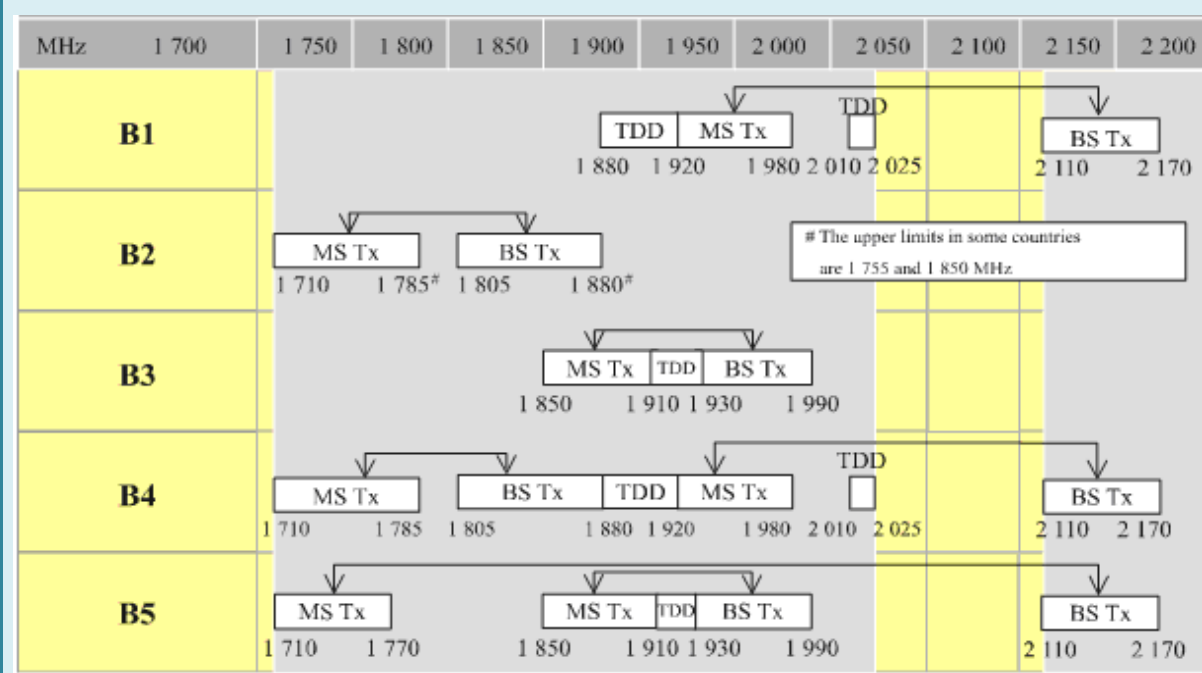 MHz 1 700 1 750 1 800 1 850 1 900 1 950 2 000 2 050 2 100 2 150 2 200
TDD
B1 TDD MS Tx BS Tx
1 880 1 920 1 980 2 010 2 025 2 110 2 170
# The upper limits in some countries
are 1 755 and 1 850 MHz
B2 MS Tx BS Tx
1 710 1 785# 1 805 1 880#
B3 MS Tx TDD BS Tx
1 850 1 910 1 930 1 990
TDD
B4 MS Tx BS Tx TDD MS Tx BS Tx
1 710 1 785 1 805 1 880 1 920 1 980 2 010 2 025 2 110 2 170
B5 MS Tx MS Tx TDD BS Tx BS Tx
1 710 1 770 1 850 1 910 1 930 1 990 2 110 2 170